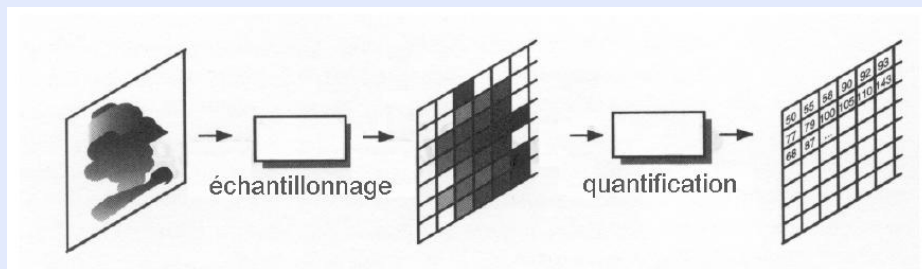 échantillonnage
quantification
50 55 58 90 92 93
77 79 100 105 110 143
68 87 ...